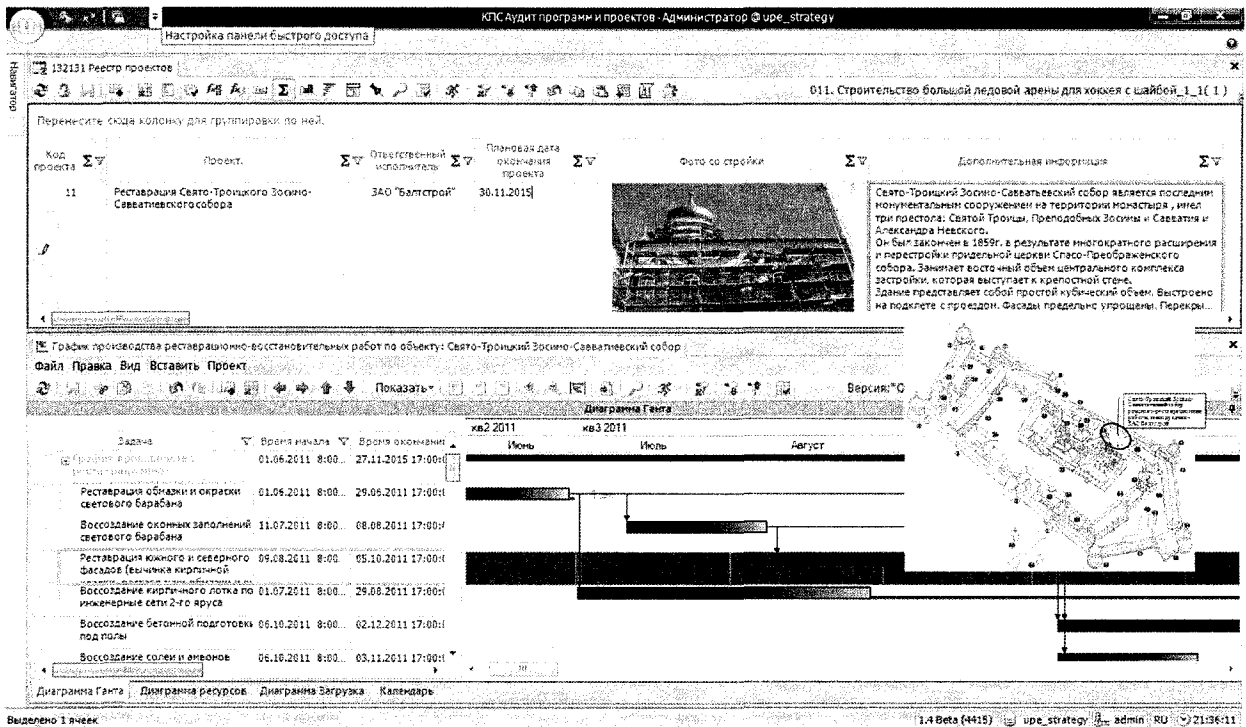 КПС Аудит программ и проектов - Администратор @ upe_strategy
Настройка панели быстрого доступа
Навигатор
132131 Реестр проектов
011. Строительство большой ледовой арены для хоккея с шайбой_1_1( 1 )
Перенесите сюда колонку для группировки по ней.
Код проекта
Проект.
Ответственный исполнитель
Плановая дата окончания проекта
Фото со стройки
Дополнительная информация
11
Реставрация Свято-Троицкого Зосимо-
Савватиевского собора
ЗАО "Балтстрой"
30.11.2015
Свято-Троицкий Зосимо-Савватьевский собор является последним
монументальным сооружением на территории монастыря , имел
три престола: Святой Троицы, Преподобных Зосимы и Савватия и
Александра Невского.
Он был закончен в 1859г. в результате многократного расширения
и перестройки придельной церкви Спасо-Преображенского
собора. Занимает восточный объем центрального комплекса
застройки, которая выступает к крепостной стене.
Здание представляет собой простой кубический объем. Выстроено
на подклете с проездом. Фасады предельно упрощены. Перекры...
График производства реставрационно-восстановительных работ по объекту: Свято-Троицкий Зосимо-Савватиевский собор
Файл Правка Вид Вставить Проект
Показать
Версия:"О
Диаграмма Ганта
кв2 2011
кв3 2011
Задача
Время начала
Время окончани
Июнь
Июль
Август
01.06.2011 8:00...
27.11.2015 17:00:(
Реставрация обмазки и окраски
светового барабана
01.06.2011 8:00...
29.06.2011 17:00:(
Воссоздание оконных заполнений
светового барабана
11.07.2011 8:00...
08.08.2011 17:00:(
Реставрация южного и северного
фасадов (вычинка кирпичной
09.08.2011 8:00...
05.10.2011 17:00:(
Воссоздание кирпичного лотка по
инженерные сети 2-го яруса
01.07.2011 8:00...
29.08.2011 17:00:(
Воссоздание бетонной подготовки
под полы
06.10.2011 8:00...
02.12.2011 17:00:(
Воссоздание солеи и амвонов
06.10.2011 8:00...
03.11.2011 17:00:(
Диаграмма Ганта
Диаграмма ресурсов
Диаграмма Загрузка
Календарь
Выделено 1 ячеек
1.4 Beta (4415)
upe_strategy
admin
RU
21:36:11